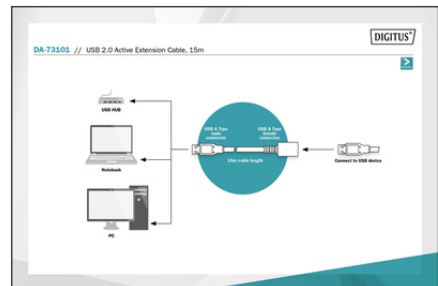 DIGITUS®
DA-73101 // USB 2.0 Active Extension Cable, 15m
USB HUB
Notebook
PC
USB A Type
male
connector
USB A Type
female
connector
15m cable length
Connect to USB device